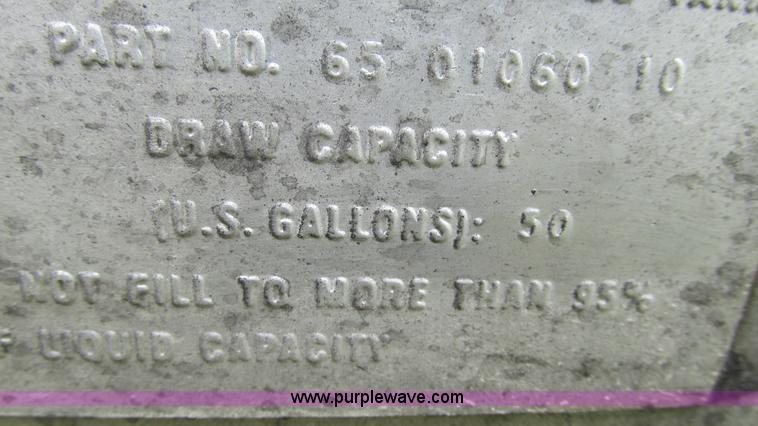 PART NO. 65 01060 10
DRAW CAPACITY
(U.S. GALLONS): 50
NOT FILL TO MORE THAN 95%
LIQUID CAPACITY
www.purplewave.com